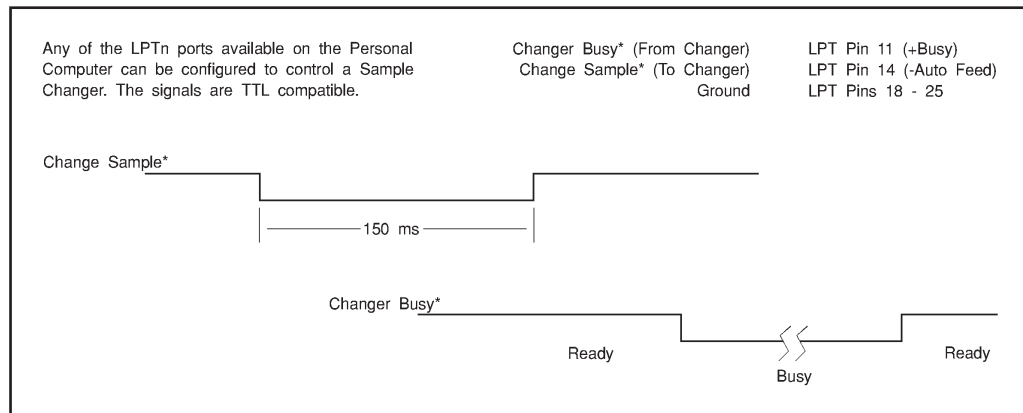 Any of the LPTn ports available on the Personal
Computer can be configured to control a Sample
Changer. The signals are TTL compatible.
Changer Busy* (From Changer) LPT Pin 11 (+Busy)
Change Sample* (To Changer) LPT Pin 14 (-Auto Feed)
Ground LPT Pins 18 - 25
Change Sample*
150 ms
Changer Busy*
Ready
Busy
Ready